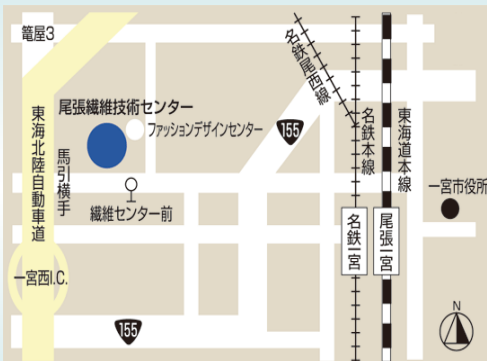 籠屋3
名鉄尾西線
尾張繊維技術センター
ファッションデザインセンター
155
名鉄本線
東海道本線
東海北陸自動車道
馬引横手
繊維センター前
一宮市役所
名鉄一宮
尾張一宮
一宮西I.C.
155
N